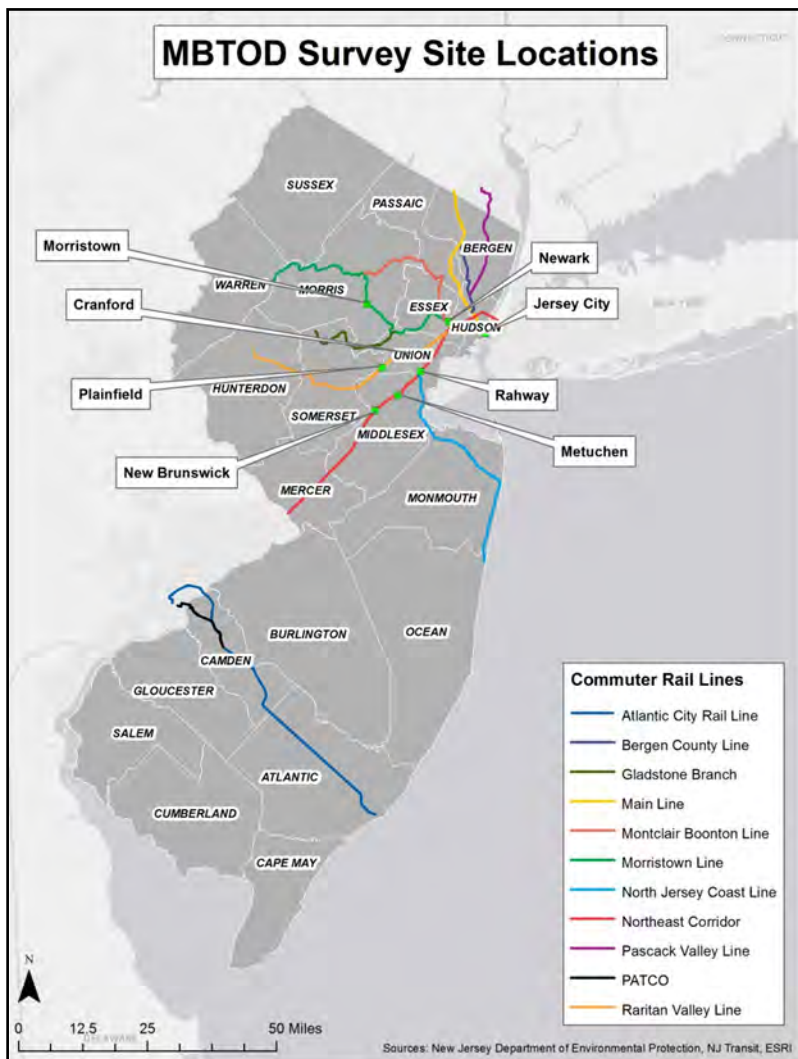 MBTOD Survey Site Locations
CONNECTICUT
SUSSEX
PASSAIC
Morristown
BERGEN
Newark
WARREN
MORRIS
Cranford
ESSEX
Jersey City
NEW YORK
HUDSON
UNION
Plainfield
HUNTERDON
Rahway
SOMERSET
MIDDLESEX
Metuchen
New Brunswick
MERCER
MONMOUTH
BURLINGTON
OCEAN
CAMDEN
GLOUCESTER
SALEM
ATLANTIC
CUMBERLAND
CAPE MAY
Commuter Rail Lines
Atlantic City Rail Line
Bergen County Line
Gladstone Branch
Main Line
Montclair Boonton Line
Morristown Line
North Jersey Coast Line
Northeast Corridor
Pascack Valley Line
PATCO
Raritan Valley Line
N
0 12.5 25 50 Miles
DELAWARE
Sources: New Jersey Department of Environmental Protection, NJ Transit, ESRI